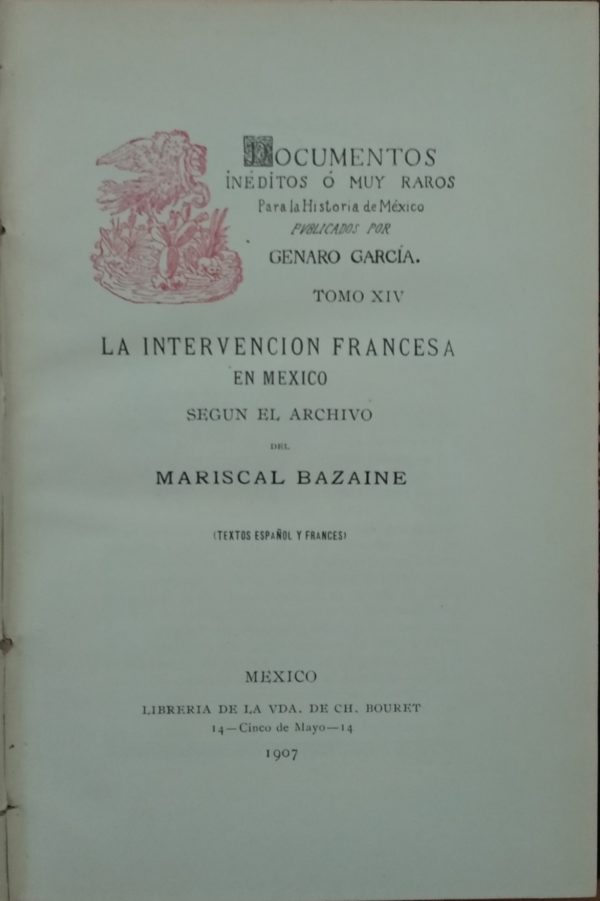 DOCUMENTOS
INÉDITOS Ó MUY RAROS
Para la Historia de México
PVBLICADOS POR
GENARO GARCÍA.
TOMO XIV
LA INTERVENCION FRANCESA
EN MEXICO
SEGUN EL ARCHIVO
DEL
MARISCAL BAZAINE
(TEXTOS ESPAÑOL Y FRANCES)
MEXICO
LIBRERIA DE LA VDA. DE CH. BOURET
14—Cinco de Mayo—14
1907